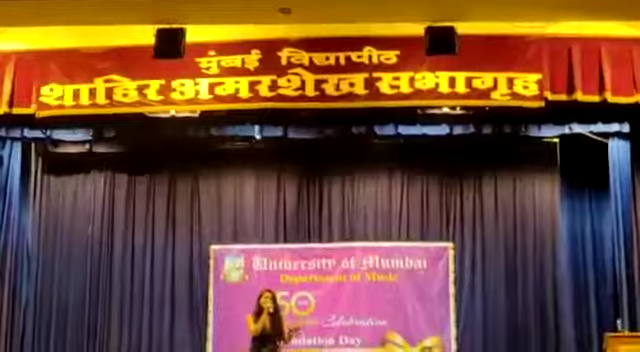 मुंबई विद्यापीठ
शाहिर अमरशेख सभागृह
University of Mumbai
Department of Music
50
Celebration
Foundation Day